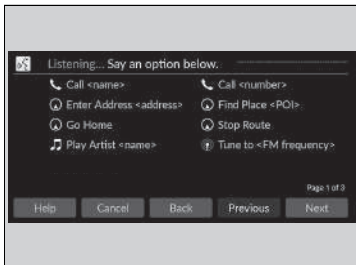 Listening... Say an option below.
Call <name> Call <number>
Enter Address <address> Find Place <POI>
Go Home Stop Route
Play Artist <name> Tune to <FM frequency>
Page 1 of 3
Help Cancel Back Previous Next